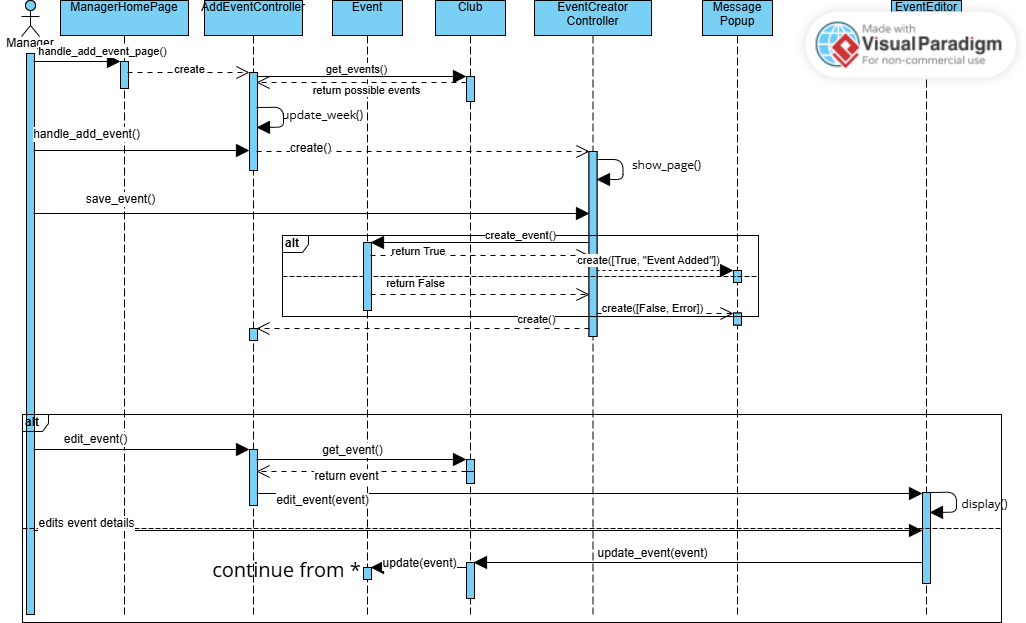 ManagerHomePage
AddEventController
Event
Club
EventCreator
Controller
Message
Popup
EventEditor
Made with
VisualParadigm
For non-commercial use
Manager
handle_add_event_page()
create
get_events()
return possible events
update_week()
handle_add_event()
create()
show_page()
save_event()
alt
create_event()
return True
create([True, "Event Added"])
return False
create([False, Error])
create()
alt
edit_event()
get_event()
return event
edit_event(event)
display()
edits event details
update_event(event)
update(event)
continue from *